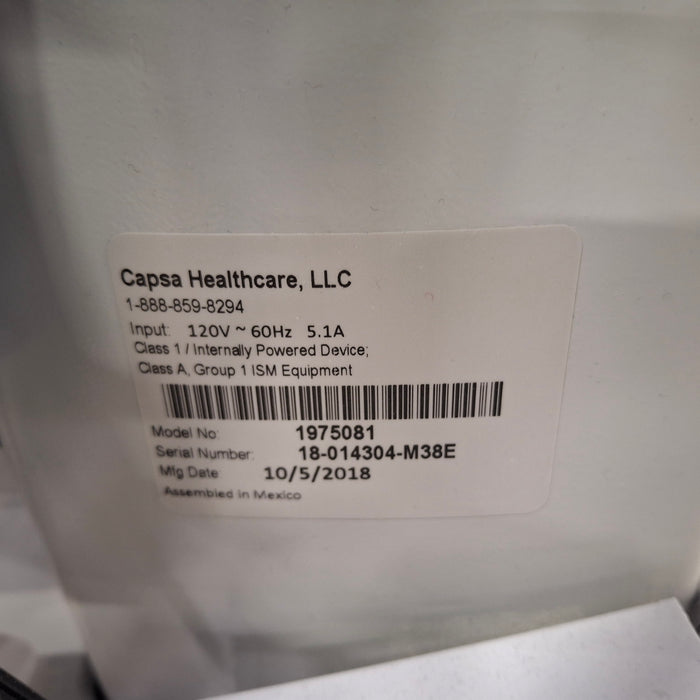 Capsa Healthcare, LLC
1-888-859-8294
Input: 120V ~ 60Hz 5.1A
Class 1 / Internally Powered Device;
Class A, Group 1 ISM Equipment
Model No: 1975081
Serial Number: 18-014304-M38E
Mfg Date 10/5/2018
Assembled in Mexico